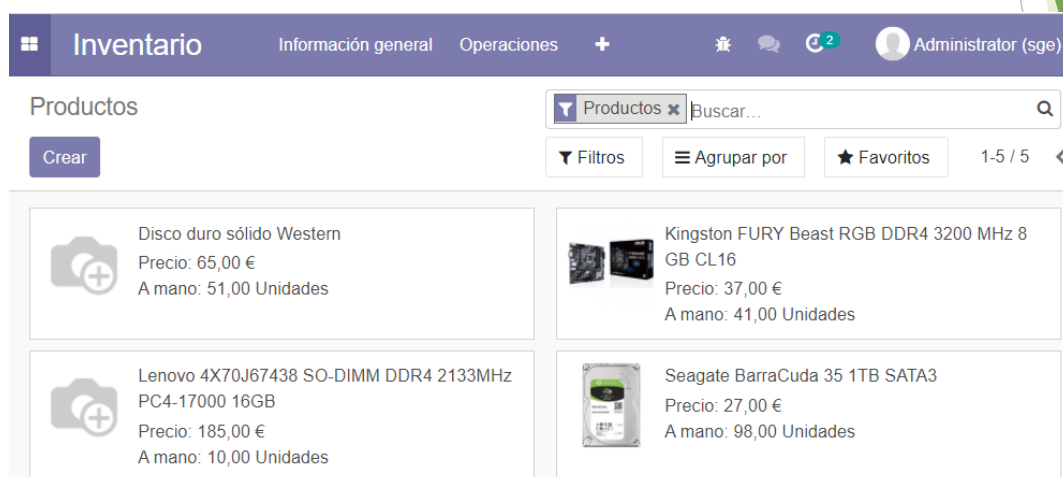 Inventario Información general Operaciones + 2 Administrator (sge)
Productos
Productos Buscar...
Crear
Filtros Agrupar por Favoritos 1-5 / 5
Disco duro sólido Western
Precio: 65,00 €
A mano: 51,00 Unidades
Kingston FURY Beast RGB DDR4 3200 MHz 8
GB CL16
Precio: 37,00 €
A mano: 41,00 Unidades
Lenovo 4X70J67438 SO-DIMM DDR4 2133MHz
PC4-17000 16GB
Precio: 185,00 €
A mano: 10,00 Unidades
Seagate BarraCuda 35 1TB SATA3
Precio: 27,00 €
A mano: 98,00 Unidades